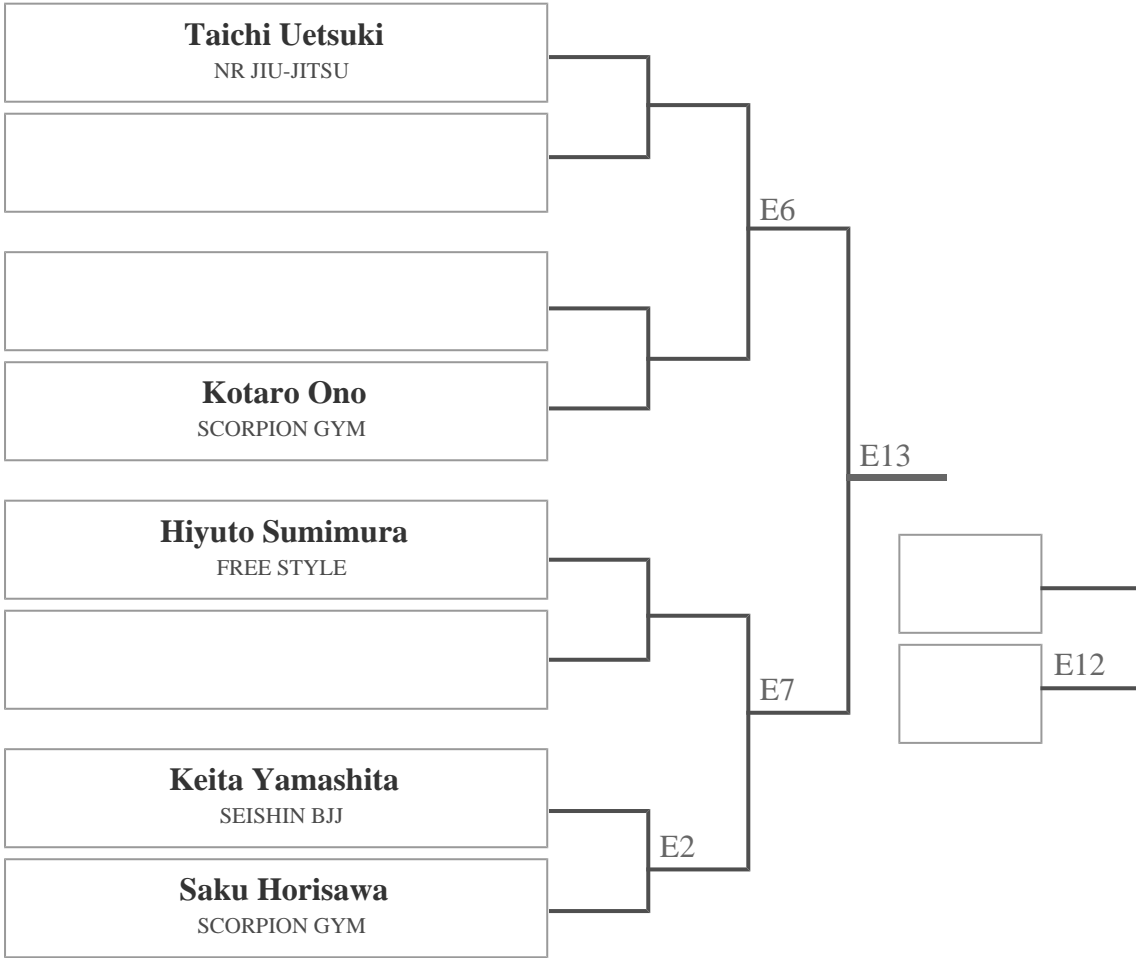 Taichi Uetsuki
NR JIU-JITSU
E6
Kotaro Ono
SCORPION GYM
E13
Hiyuto Sumimura
FREE STYLE
E12
E7
Keita Yamashita
SEISHIN BJJ
E2
Saku Horisawa
SCORPION GYM